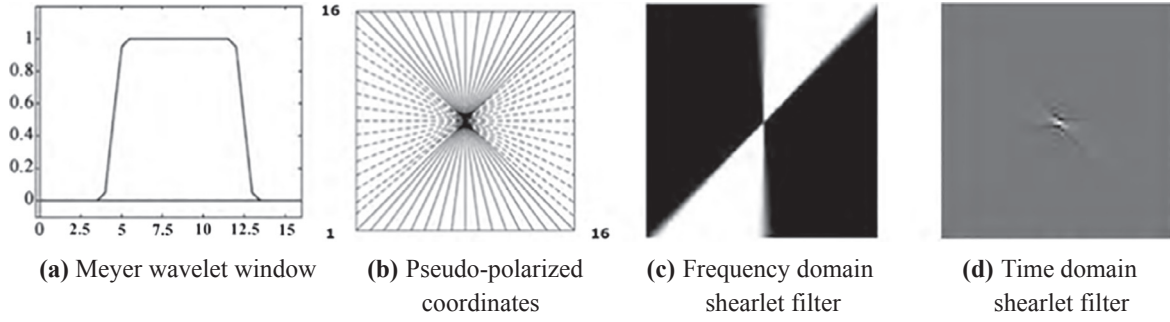 1
0.8
0.6
0.4
0.2
0
0 2.5 5 7.5 10 12.5 15
16
1 16
(a) Meyer wavelet window
(b) Pseudo-polarized
coordinates
(c) Frequency domain
shearlet filter
(d) Time domain
shearlet filter